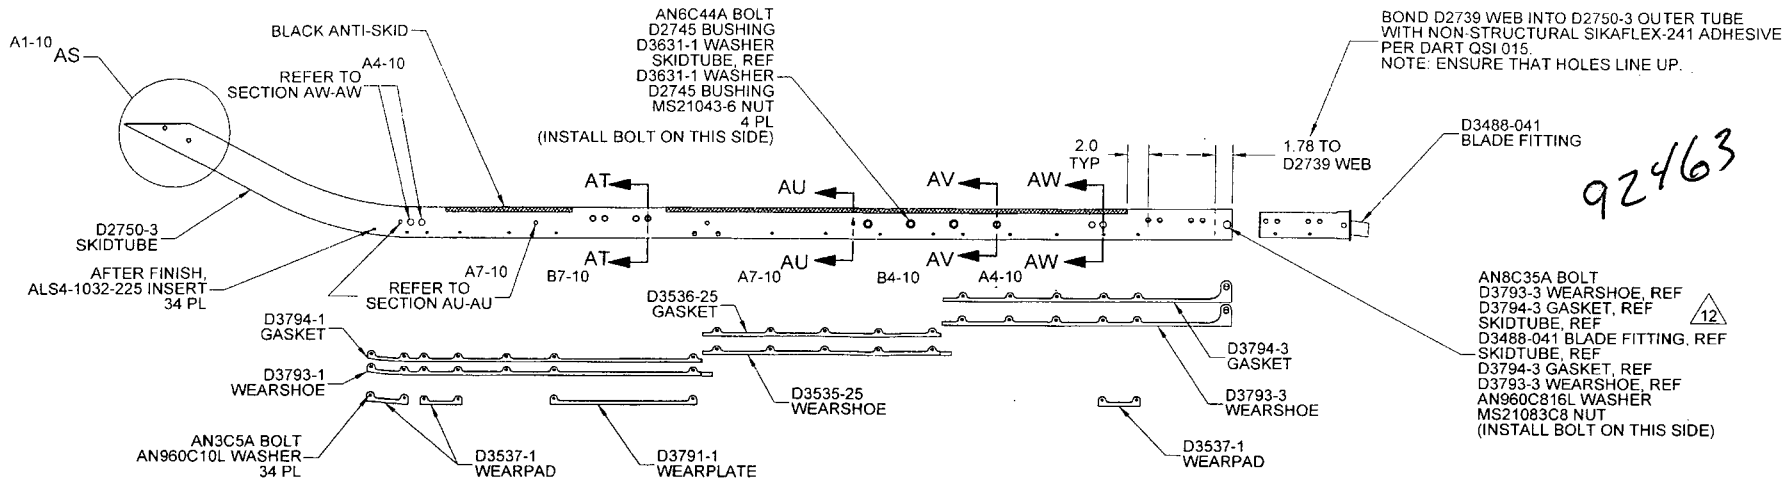 A1-10
AS
BLACK ANTI-SKID
A4-10
REFER TO
SECTION AW-AW
AN6C44A BOLT
D2745 BUSHING
D3631-1 WASHER
SKIDTUBE, REF
D3631-1 WASHER
D2745 BUSHING
MS21043-6 NUT
4 PL
(INSTALL BOLT ON THIS SIDE)
BOND D2739 WEB INTO D2750-3 OUTER TUBE
WITH NON-STRUCTURAL SIKAFLEX-241 ADHESIVE
PER DART QSI 015.
NOTE: ENSURE THAT HOLES LINE UP.
2.0
TYP
1.78 TO
D2739 WEB
D3488-041
BLADE FITTING
92463
AT
AU
AV
AW
D2750-3
SKIDTUBE
AFTER FINISH,
ALS4-1032-225 INSERT
34 PL
REFER TO
SECTION AU-AU
A7-10
B7-10
AT
A7-10
AU
B4-10
AV
A4-10
AW
D3794-1
GASKET
D3793-1
WEARSHOE
AN3C5A BOLT
AN960C10L WASHER
34 PL
D3537-1
WEARPAD
D3791-1
WEARPLATE
D3536-25
GASKET
D3535-25
WEARSHOE
D3794-3
GASKET
D3793-3
WEARSHOE
D3537-1
WEARPAD
AN8C35A BOLT
D3793-3 WEARSHOE, REF
D3794-3 GASKET, REF
SKIDTUBE, REF
D3488-041 BLADE FITTING, REF
SKIDTUBE, REF
D3794-3 GASKET, REF
D3793-3 WEARSHOE, REF
AN960C816L WASHER
MS21083C8 NUT
(INSTALL BOLT ON THIS SIDE)
12